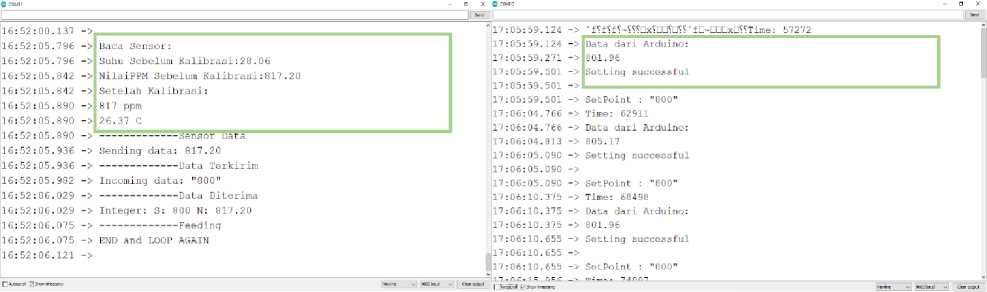 Send
16:52:00.137 ->
16:52:05.796 -> Baca Sensor:
16:52:05.796 -> Suhu Sebelum Kalibrasi:28.06
16:52:05.842 -> NilaiPPM Sebelum Kalibrasi:817.20
16:52:05.842 -> Setelah Kalibrasi:
16:52:05.890 -> 817 ppm
16:52:05.890 -> 26.37 C
16:52:05.890 -> -------------Sensor Data
16:52:05.936 -> Sending data: 817.20
16:52:05.936 -> -------------Data Terkirim
16:52:05.982 -> Incoming data: "800"
16:52:06.029 -> -------------Data Diterima
16:52:06.029 -> Integer: S: 800 N: 817.20
16:52:06.075 -> -------------Feeding
16:52:06.075 -> END and LOOP AGAIN
16:52:06.121 ->
Autoscroll Show timestamp
Newline
9600 baud
Clear output
Send
17:05:59.124 -> Time: 57272
17:05:59.124 -> Data dari Arduino:
17:05:59.271 -> 801.96
17:05:59.501 -> Setting successful
17:05:59.501 ->
17:05:59.501 -> SetPoint : "800"
17:06:04.766 -> Time: 62911
17:06:04.766 -> Data dari Arduino:
17:06:04.813 -> 805.17
17:06:05.090 -> Setting successful
17:06:05.090 ->
17:06:05.090 -> SetPoint : "800"
17:06:10.375 -> Time: 68498
17:06:10.375 -> Data dari Arduino:
17:06:10.375 -> 801.96
17:06:10.655 -> Setting successful
17:06:10.655 ->
17:06:10.655 -> SetPoint : "800"
Autoscroll Show timestamp
Newline
9600 baud
Clear output